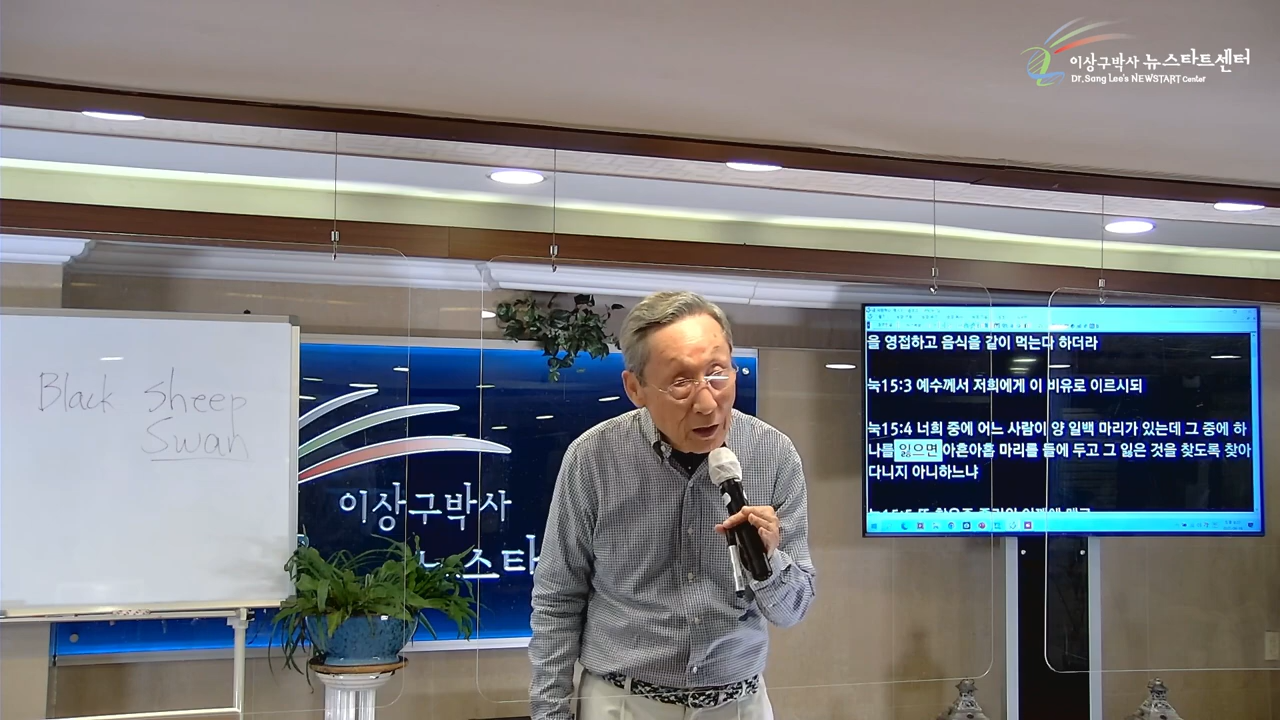 이상구박사 뉴스타트센터
Dr. Sang Lee's NEWSTART Center
Black Sheep
Swan
이상구박사
뉴스타
을 영접하고 음식을 같이 먹는다 하더라
눅15:3 예수께서 저희에게 이 비유로 이르시되
눅15:4 너희 중에 어느 사람이 양 일백 마리가 있는데 그 중에 하
나를 잃으면 아흔아홉 마리를 들에 두고 그 잃은 것을 찾도록 찾아
다니지 아니하느냐